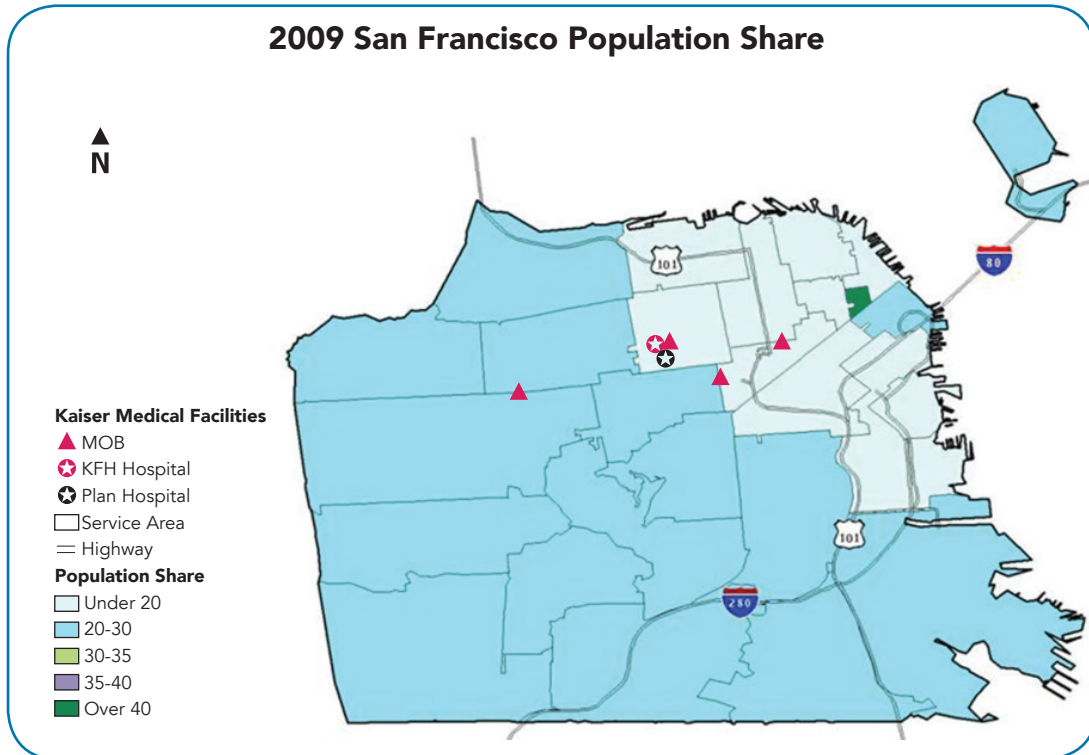 2009 San Francisco Population Share
N
101
80
Kaiser Medical Facilities
MOB
KFH Hospital
Plan Hospital
Service Area
Highway
Population Share
Under 20
20-30
30-35
35-40
Over 40
101
280